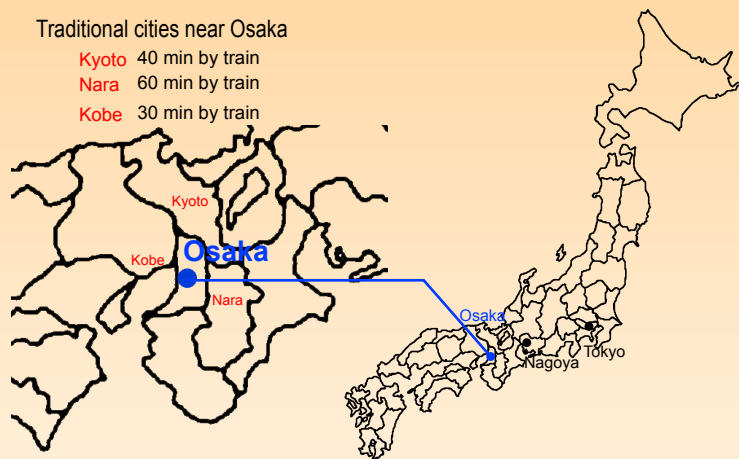 Traditional cities near Osaka
Kyoto 40 min by train
Nara 60 min by train
Kobe 30 min by train
Kyoto
Osaka
Kobe
Nara
Osaka
Tokyo
Nagoya